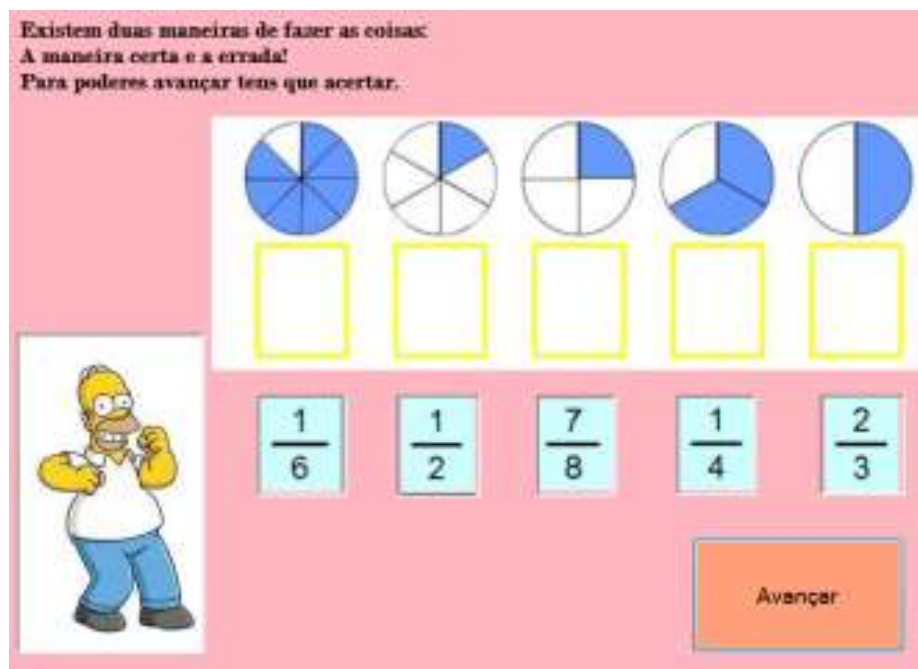 Existem duas maneiras de fazer as coisas:
A maneira certa e a errada!
Para poderes avançar tens que acertar.
1 1 7 1 2
6 2 8 4 3
Avançar